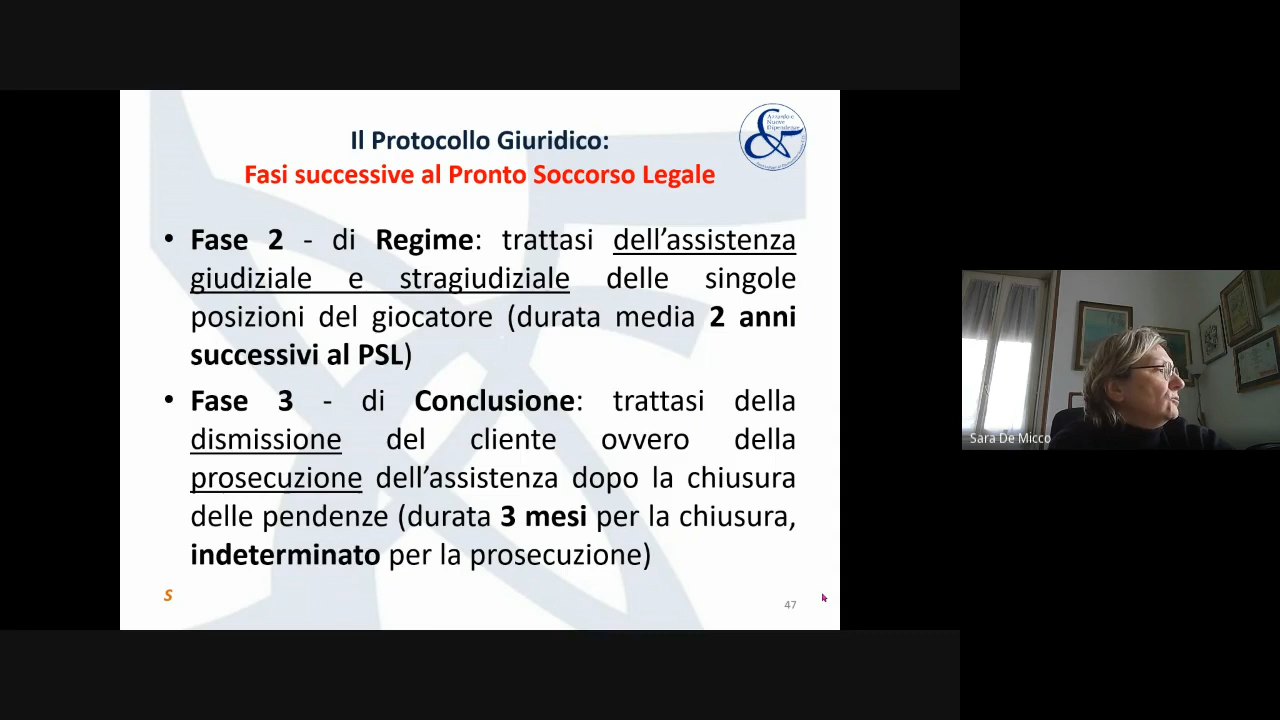 Il Protocollo Giuridico:
Fasi successive al Pronto Soccorso Legale
Azzardo e
Nuove
Dipendenze
• Fase 2 - di Regime: trattasi dell’assistenza
giudiziale e stragiudiziale delle singole
posizioni del giocatore (durata media 2 anni
successivi al PSL)
• Fase 3 - di Conclusione: trattasi della
dismissione del cliente ovvero della
prosecuzione dell’assistenza dopo la chiusura
delle pendenze (durata 3 mesi per la chiusura,
indeterminato per la prosecuzione)
S
47
Sara De Micco